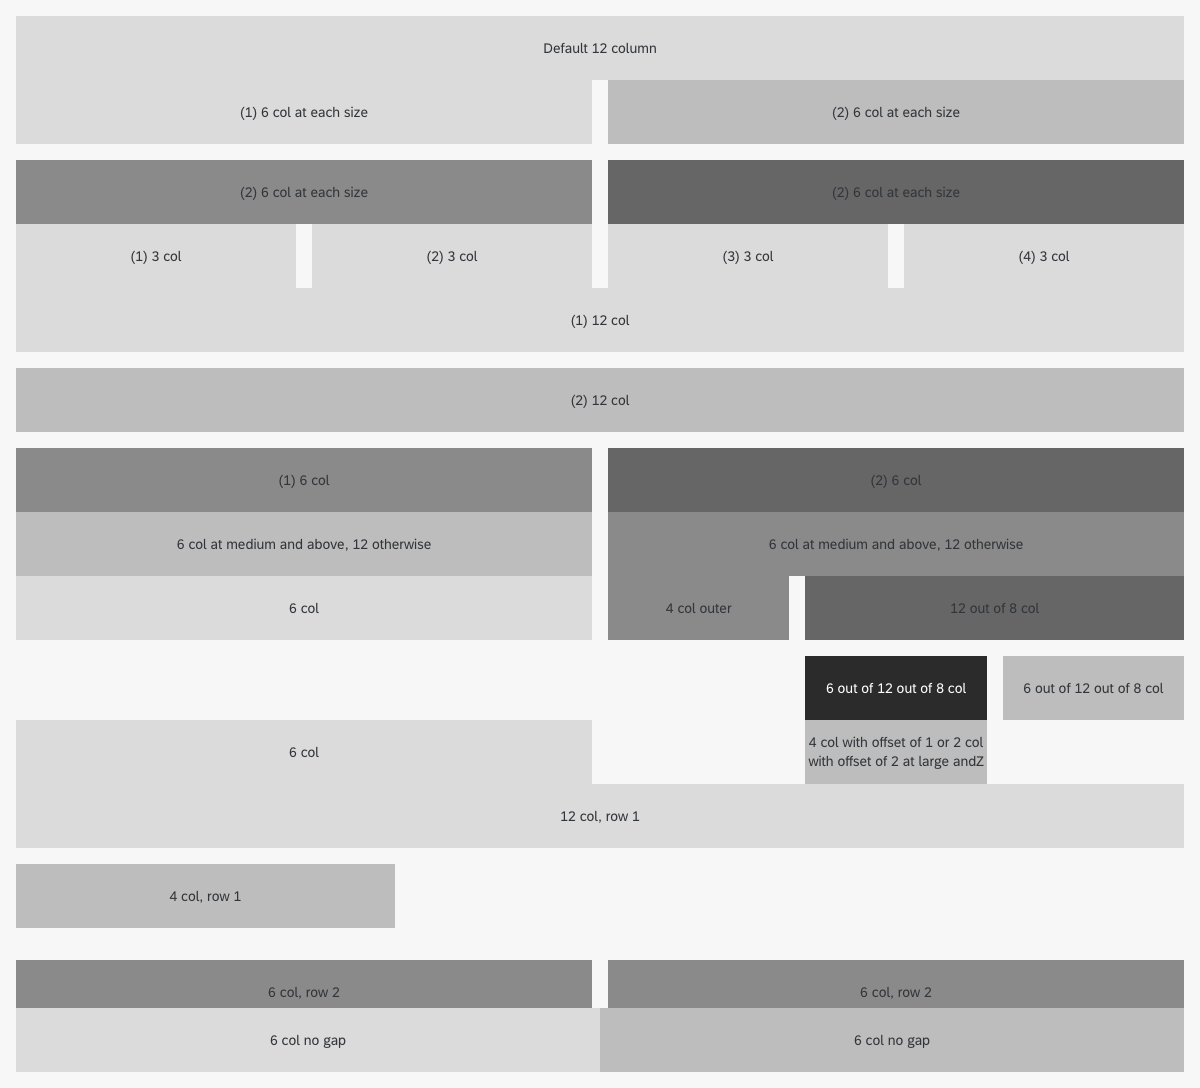 Default 12 column
(1) 6 col at each size
(2) 6 col at each size
(2) 6 col at each size
(2) 6 col at each size
(1) 3 col
(2) 3 col
(3) 3 col
(4) 3 col
(1) 12 col
(2) 12 col
(1) 6 col
(2) 6 col
6 col at medium and above, 12 otherwise
6 col at medium and above, 12 otherwise
6 col
4 col outer
12 out of 8 col
6 out of 12 out of 8 col
6 out of 12 out of 8 col
6 col
4 col with offset of 1 or 2 col
with offset of 2 at large andZ
12 col, row 1
4 col, row 1
6 col, row 2
6 col, row 2
6 col no gap
6 col no gap